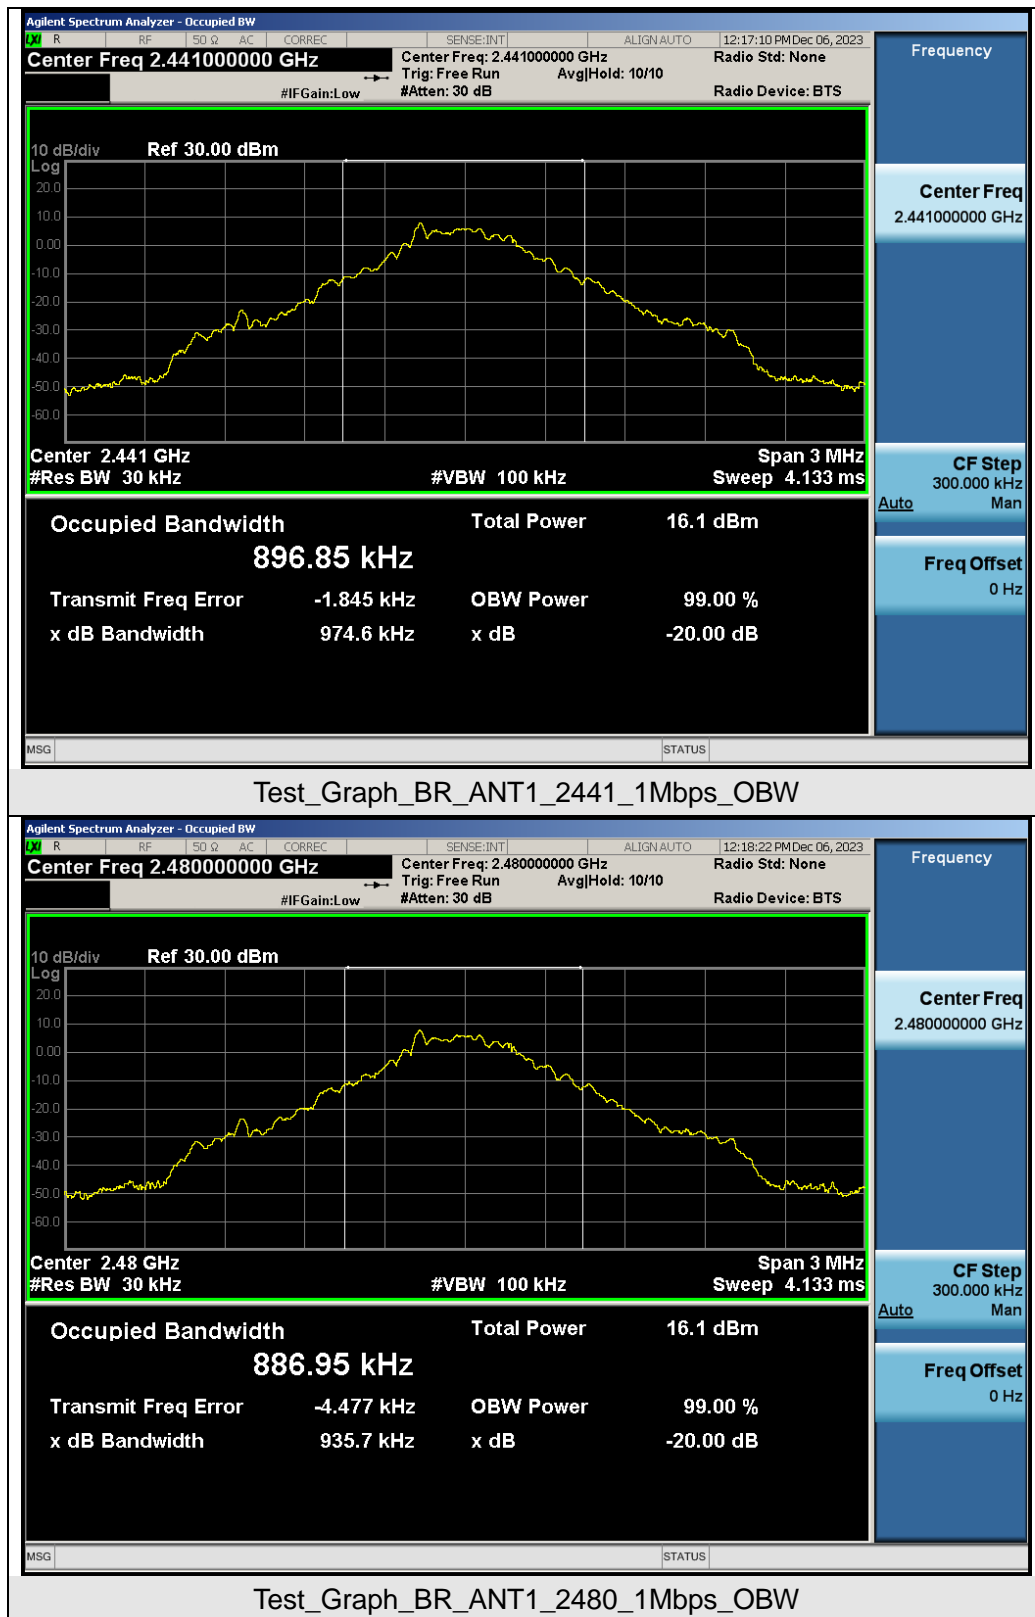 Agilent Spectrum Analyzer - Occupied BW
LXI R RF 50 Ω AC CORREC SENSE:INT ALIGN AUTO 12:17:10 PM Dec 06, 2023
Center Freq 2.441000000 GHz
Center Freq: 2.441000000 GHz Radio Std: None
Trig: Free Run Avg|Hold: 10/10
#IFGain:Low #Atten: 30 dB Radio Device: BTS
10 dB/div Ref 30.00 dBm
Log
20.0
10.0
0.00
-10.0
-20.0
-30.0
-40.0
-50.0
-60.0
Center 2.441 GHz Span 3 MHz
#Res BW 30 kHz #VBW 100 kHz Sweep 4.133 ms
Occupied Bandwidth Total Power 16.1 dBm
896.85 kHz
Transmit Freq Error -1.845 kHz OBW Power 99.00 %
x dB Bandwidth 974.6 kHz x dB -20.00 dB
MSG STATUS
Frequency
Center Freq
2.441000000 GHz
CF Step
300.000 kHz
Auto Man
Freq Offset
0 Hz
Test_Graph_BR_ANT1_2441_1Mbps_OBW
Agilent Spectrum Analyzer - Occupied BW
LXI R RF 50 Ω AC CORREC SENSE:INT ALIGN AUTO 12:18:22 PM Dec 06, 2023
Center Freq 2.480000000 GHz
Center Freq: 2.480000000 GHz Radio Std: None
Trig: Free Run Avg|Hold: 10/10
#IFGain:Low #Atten: 30 dB Radio Device: BTS
10 dB/div Ref 30.00 dBm
Log
20.0
10.0
0.00
-10.0
-20.0
-30.0
-40.0
-50.0
-60.0
Center 2.48 GHz Span 3 MHz
#Res BW 30 kHz #VBW 100 kHz Sweep 4.133 ms
Occupied Bandwidth Total Power 16.1 dBm
886.95 kHz
Transmit Freq Error -4.477 kHz OBW Power 99.00 %
x dB Bandwidth 935.7 kHz x dB -20.00 dB
MSG STATUS
Frequency
Center Freq
2.480000000 GHz
CF Step
300.000 kHz
Auto Man
Freq Offset
0 Hz
Test_Graph_BR_ANT1_2480_1Mbps_OBW